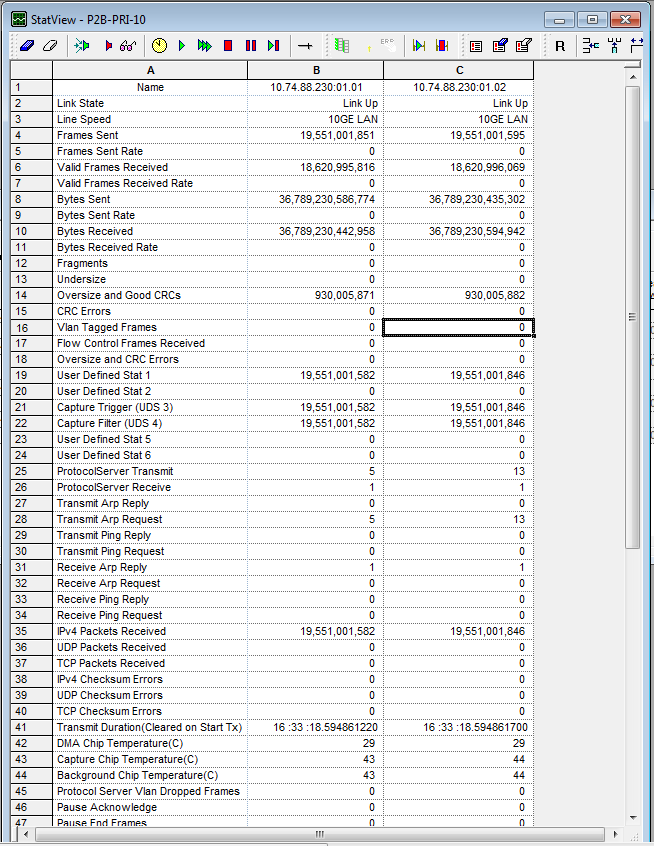 StatView - P2B-PRI-10
ERR R
A B C
1 Name 10.74.88.230:01.01 10.74.88.230:01.02
2 Link State Link Up Link Up
3 Line Speed 10GE LAN 10GE LAN
4 Frames Sent 19,551,001,851 19,551,001,595
5 Frames Sent Rate 0 0
6 Valid Frames Received 18,620,995,816 18,620,996,069
7 Valid Frames Received Rate 0 0
8 Bytes Sent 36,789,230,586,774 36,789,230,435,302
9 Bytes Sent Rate 0 0
10 Bytes Received 36,789,230,442,958 36,789,230,594,942
11 Bytes Received Rate 0 0
12 Fragments 0 0
13 Undersize 0 0
14 Oversize and Good CRCs 930,005,871 930,005,882
15 CRC Errors 0 0
16 Vlan Tagged Frames 0 0
17 Flow Control Frames Received 0 0
18 Oversize and CRC Errors 0 0
19 User Defined Stat 1 19,551,001,582 19,551,001,846
20 User Defined Stat 2 0 0
21 Capture Trigger (UDS 3) 19,551,001,582 19,551,001,846
22 Capture Filter (UDS 4) 19,551,001,582 19,551,001,846
23 User Defined Stat 5 0 0
24 User Defined Stat 6 0 0
25 ProtocolServer Transmit 5 13
26 ProtocolServer Receive 1 1
27 Transmit Arp Reply 0 0
28 Transmit Arp Request 5 13
29 Transmit Ping Reply 0 0
30 Transmit Ping Request 0 0
31 Receive Arp Reply 1 1
32 Receive Arp Request 0 0
33 Receive Ping Reply 0 0
34 Receive Ping Request 0 0
35 IPv4 Packets Received 19,551,001,582 19,551,001,846
36 UDP Packets Received 0 0
37 TCP Packets Received 0 0
38 IPv4 Checksum Errors 0 0
39 UDP Checksum Errors 0 0
40 TCP Checksum Errors 0 0
41 Transmit Duration(Cleared on Start Tx) 16 :33 :18.594861220 16 :33 :18.594861700
42 DMA Chip Temperature(C) 29 29
43 Capture Chip Temperature(C) 43 44
44 Background Chip Temperature(C) 43 44
45 Protocol Server Vlan Dropped Frames 0 0
46 Pause Acknowledge 0 0
47 Pause End Frames 0 0